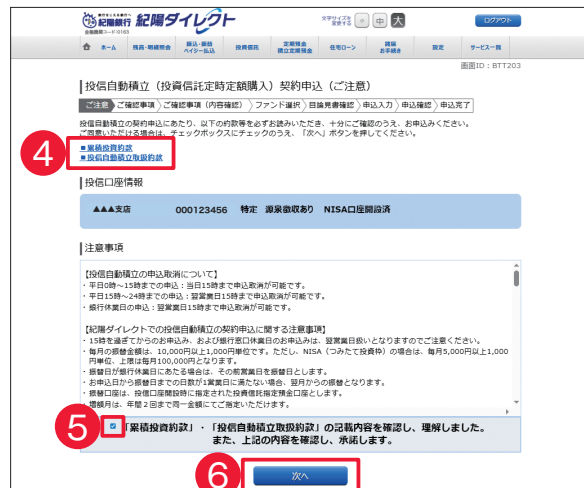 紀陽銀行 紀陽ダイレクト
金融機関コード:0163
文字サイズを変更する 小 中 大
ログアウト
ホーム 残高・明細照会 振込・振替 ペイジー払込 投資信託 定期預金 積立定期預金 住宅ローン 諸届 お手続き 設定 サービス一覧
画面ID:BTT203
投信自動積立(投資信託定時定額購入)契約申込(ご注意)
ご注意 ご確認事項 ご確認事項(内容確認) ファンド選択 目論見書確認 申込入力 申込確認 申込完了
投信自動積立の契約申込にあたり、以下の約款等を必ずお読みいただき、十分にご確認のうえ、お申込みください。
ご同意いただける場合は、チェックボックスにチェックのうえ、「次へ」ボタンを押してください。
4
■累積投資約款
■投信自動積立取扱約款
投信口座情報
▲▲▲支店 000123456 特定 源泉徴収あり NISA口座開設済
注意事項
【投信自動積立の申込取消について】
・平日0時~15時までの申込:当日15時まで申込取消が可能です。
・平日15時~24時までの申込:翌営業日15時まで申込取消が可能です。
・銀行休業日の申込:翌営業日15時まで申込取消が可能です。
【紀陽ダイレクトでの投信自動積立の契約申込に関する注意事項】
・15時を過ぎてからのお申込み、および銀行窓口休業日のお申込みは、翌営業日扱いとなりますのでご注意ください。
・毎月の振替金額は、10,000円以上1,000円単位です。ただし、NISA(つみたて投資枠)の場合は、毎月5,000円以上1,000
円単位、上限は毎月100,000円となります。
・振替日が銀行休業日にあたる場合は、その前営業日を振替日とします。
・お申込日から振替日までの日数が1営業日に満たない場合、翌月からの振替となります。
・振替口座は、投信口座開設時に指定された投資信託指定預金口座とします。
・増額月は、年間2回まで同一金額にてご指定いただけます。
5
「累積投資約款」・「投信自動積立取扱約款」の記載内容を確認し、理解しました。
また、上記の内容を確認し、承諾します。
6
次へ